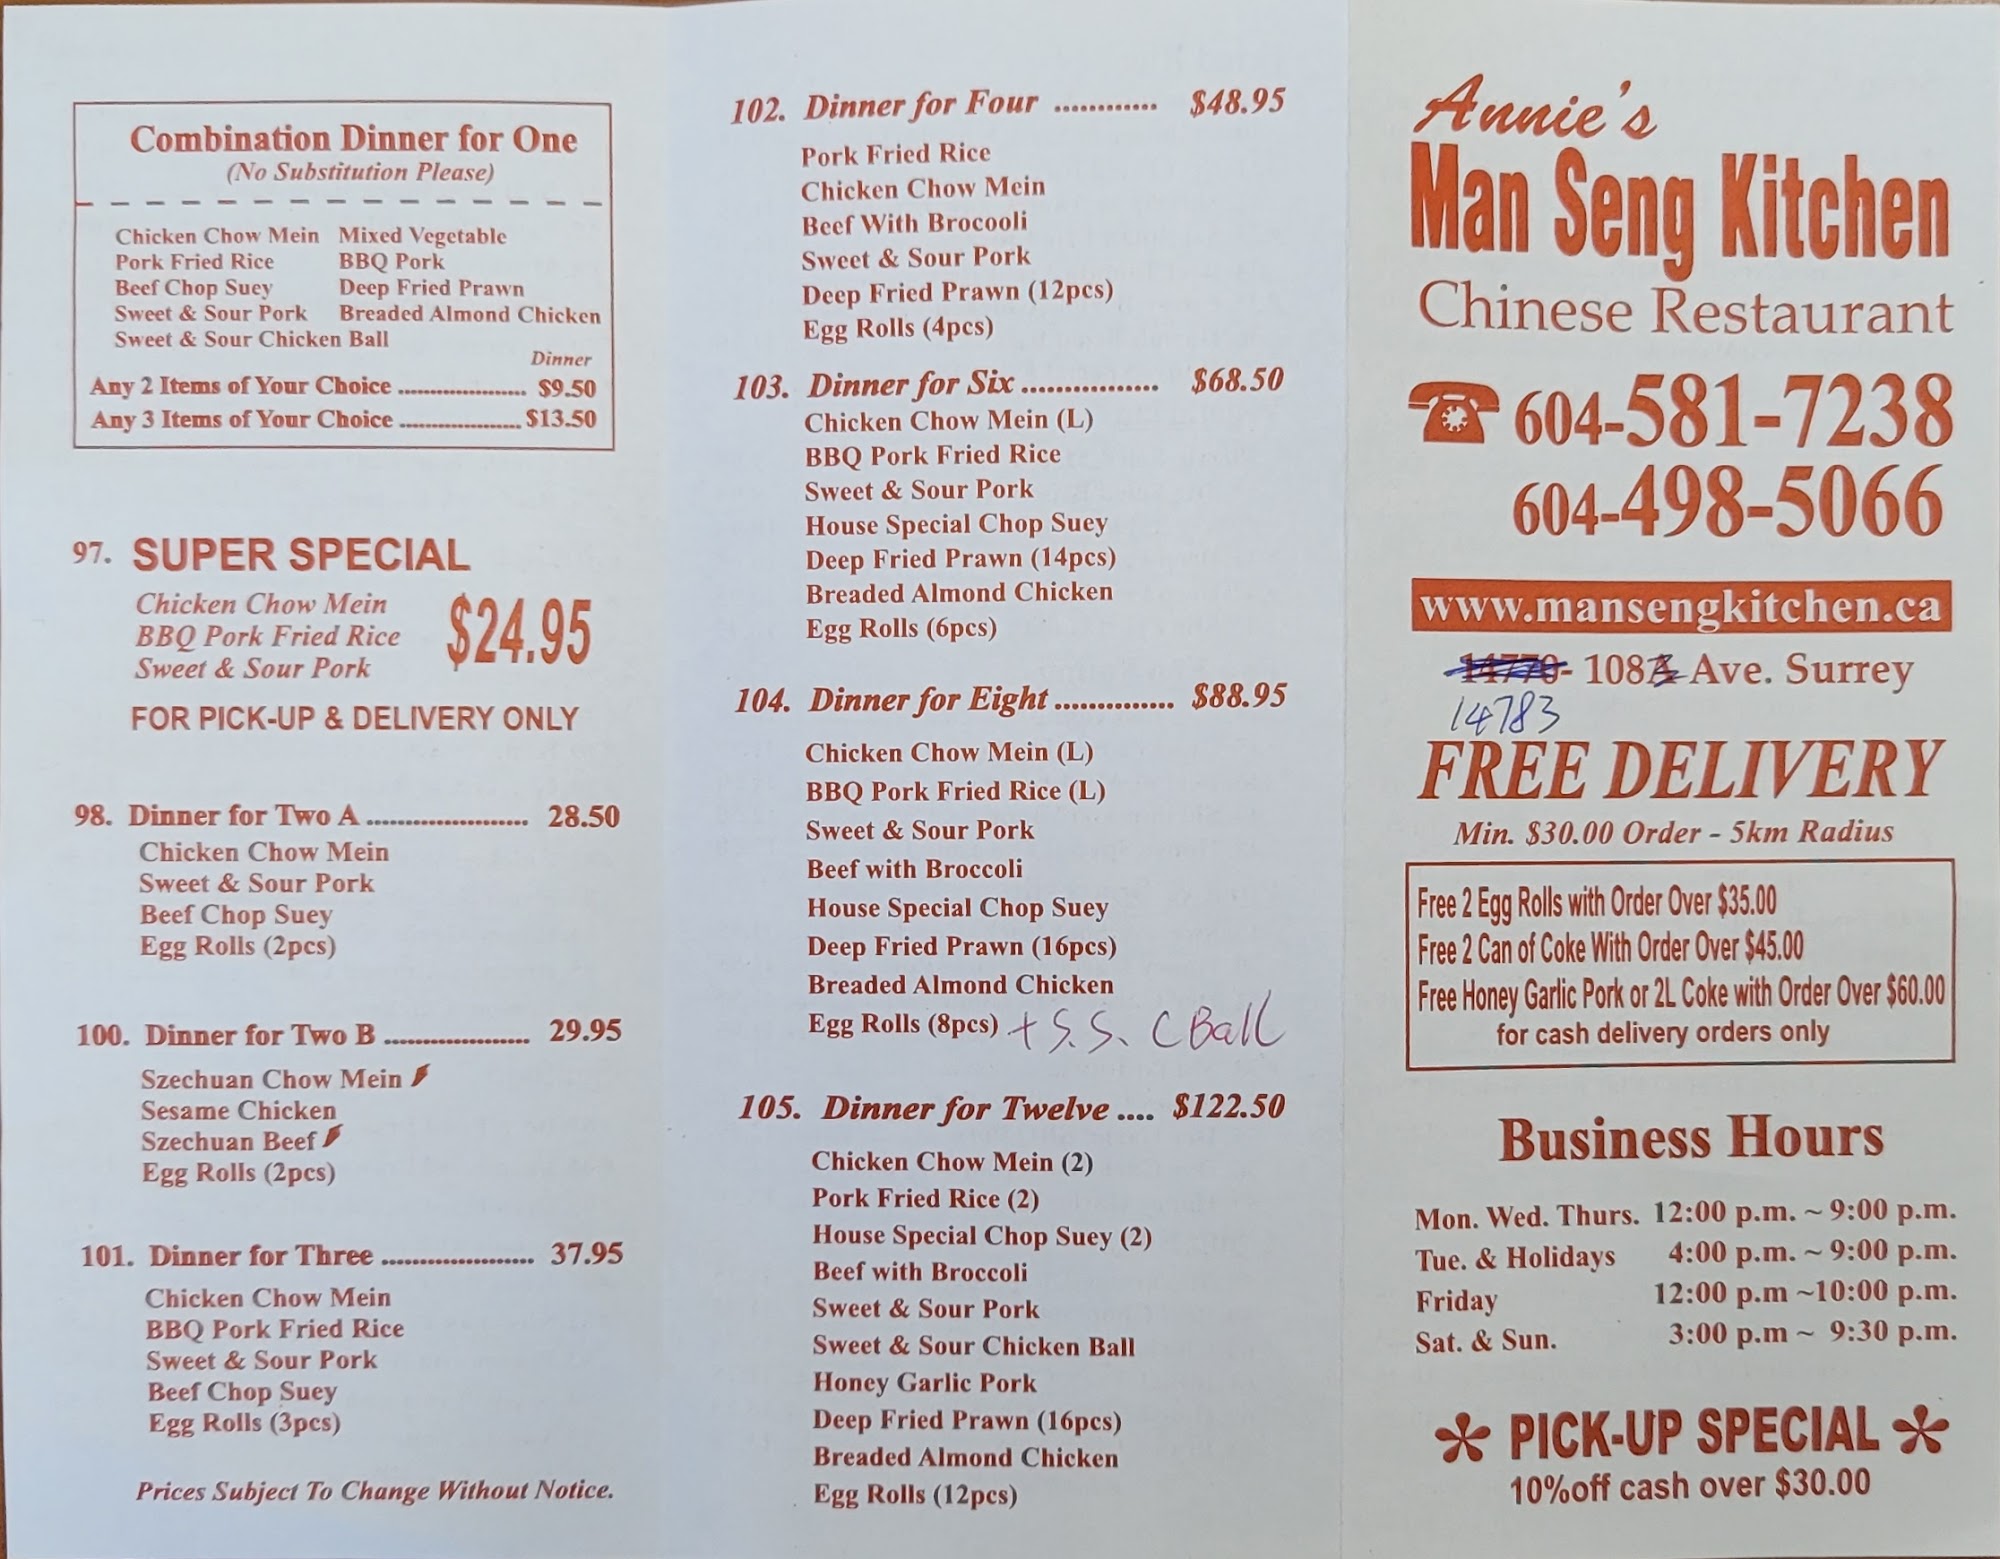 Combination Dinner for One
(No Substitution Please)
Chicken Chow Mein Mixed Vegetable
Pork Fried Rice BBQ Pork
Beef Chop Suey Deep Fried Prawn
Sweet & Sour Pork Breaded Almond Chicken
Sweet & Sour Chicken Ball
Dinner
Any 2 Items of Your Choice ........................ $9.50
Any 3 Items of Your Choice ...................... $13.50
97. SUPER SPECIAL
Chicken Chow Mein
BBQ Pork Fried Rice
Sweet & Sour Pork
$24.95
FOR PICK-UP & DELIVERY ONLY
98. Dinner for Two A ..................... 28.50
Chicken Chow Mein
Sweet & Sour Pork
Beef Chop Suey
Egg Rolls (2pcs)
100. Dinner for Two B ................... 29.95
Szechuan Chow Mein
Sesame Chicken
Szechuan Beef
Egg Rolls (2pcs)
101. Dinner for Three .................... 37.95
Chicken Chow Mein
BBQ Pork Fried Rice
Sweet & Sour Pork
Beef Chop Suey
Egg Rolls (3pcs)
Prices Subject To Change Without Notice.
102. Dinner for Four ............ $48.95
Pork Fried Rice
Chicken Chow Mein
Beef With Brocooli
Sweet & Sour Pork
Deep Fried Prawn (12pcs)
Egg Rolls (4pcs)
103. Dinner for Six ................ $68.50
Chicken Chow Mein (L)
BBQ Pork Fried Rice
Sweet & Sour Pork
House Special Chop Suey
Deep Fried Prawn (14pcs)
Breaded Almond Chicken
Egg Rolls (6pcs)
104. Dinner for Eight .............. $88.95
Chicken Chow Mein (L)
BBQ Pork Fried Rice (L)
Sweet & Sour Pork
Beef with Broccoli
House Special Chop Suey
Deep Fried Prawn (16pcs)
Breaded Almond Chicken
Egg Rolls (8pcs) + S.S. C Ball
105. Dinner for Twelve .... $122.50
Chicken Chow Mein (2)
Pork Fried Rice (2)
House Special Chop Suey (2)
Beef with Broccoli
Sweet & Sour Pork
Sweet & Sour Chicken Ball
Honey Garlic Pork
Deep Fried Prawn (16pcs)
Breaded Almond Chicken
Egg Rolls (12pcs)
Annie's
Man Seng Kitchen
Chinese Restaurant
604-581-7238
604-498-5066
www.mansengkitchen.ca
14770- 108A Ave. Surrey
14783
FREE DELIVERY
Min. $30.00 Order - 5km Radius
Free 2 Egg Rolls with Order Over $35.00
Free 2 Can of Coke With Order Over $45.00
Free Honey Garlic Pork or 2L Coke with Order Over $60.00
for cash delivery orders only
Business Hours
Mon. Wed. Thurs. 12:00 p.m. ~ 9:00 p.m.
Tue. & Holidays 4:00 p.m. ~ 9:00 p.m.
Friday 12:00 p.m ~10:00 p.m.
Sat. & Sun. 3:00 p.m ~ 9:30 p.m.
* PICK-UP SPECIAL *
10%off cash over $30.00